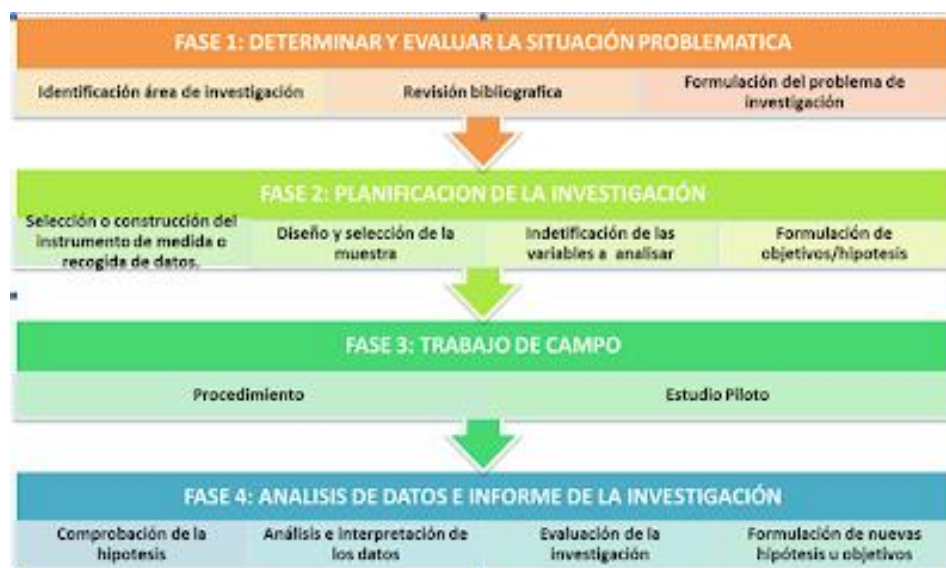 FASE 1: DETERMINAR Y EVALUAR LA SITUACIÓN PROBLEMATICA
Identificación área de investigación
Revisión bibliografica
Formulación del problema de
investigación
FASE 2: PLANIFICACION DE LA INVESTIGACIÓN
Selección o construcción del
instrumento de medida o
recogida de datos.
Diseño y selección de la
muestra
Indetificación de las
variables a analisar
Formulación de
objetivos/hipotesis
FASE 3: TRABAJO DE CAMPO
Procedimiento
Estudio Piloto
FASE 4: ANALISIS DE DATOS E INFORME DE LA INVESTIGACIÓN
Comprobación de la
hipotesis
Análisis e interpretación de
los datos
Evaluación de la
investigación
Formulación de nuevas
hipótesis u objetivos